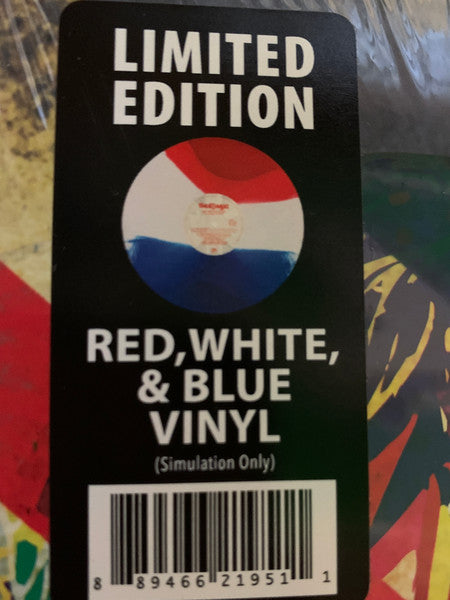 LIMITED
EDITION
RED, WHITE,
& BLUE
VINYL
(Simulation Only)
8 89466 21951 1